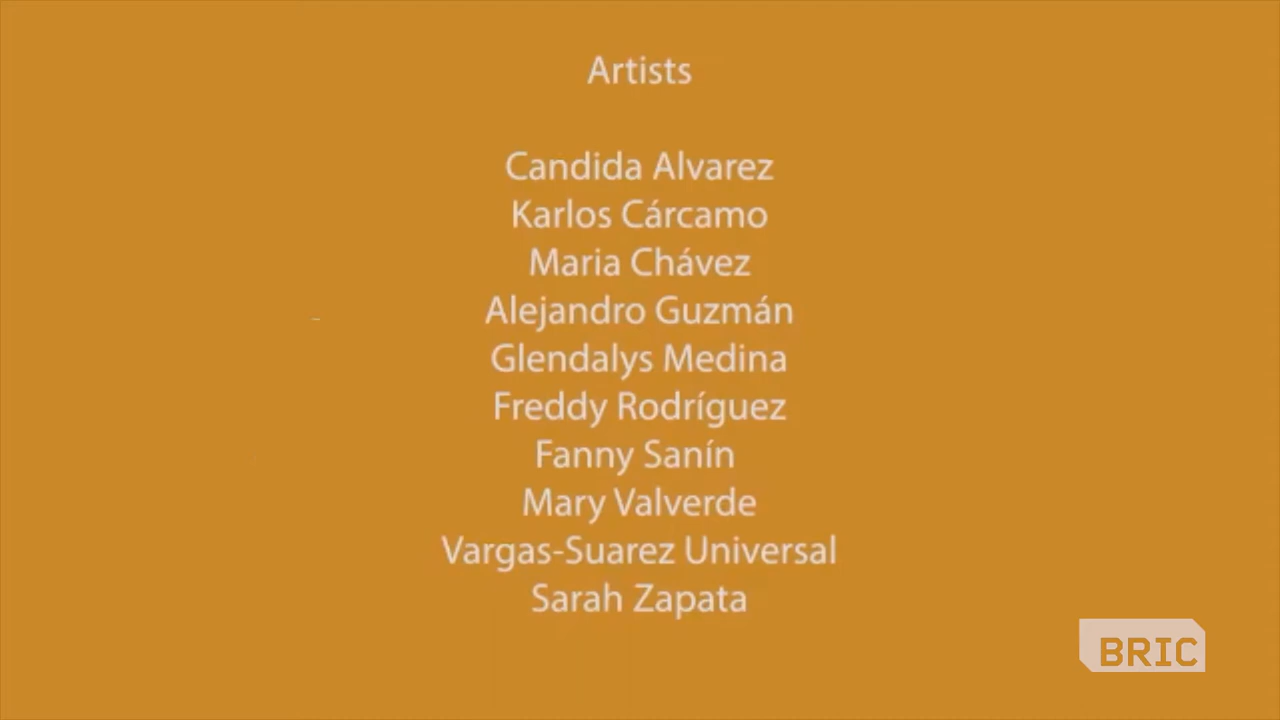 Artists
Candida Alvarez
Karlos Cárcamo
Maria Chávez
Alejandro Guzmán
Glendalys Medina
Freddy Rodríguez
Fanny Sanín
Mary Valverde
Vargas-Suarez Universal
Sarah Zapata
BRIC